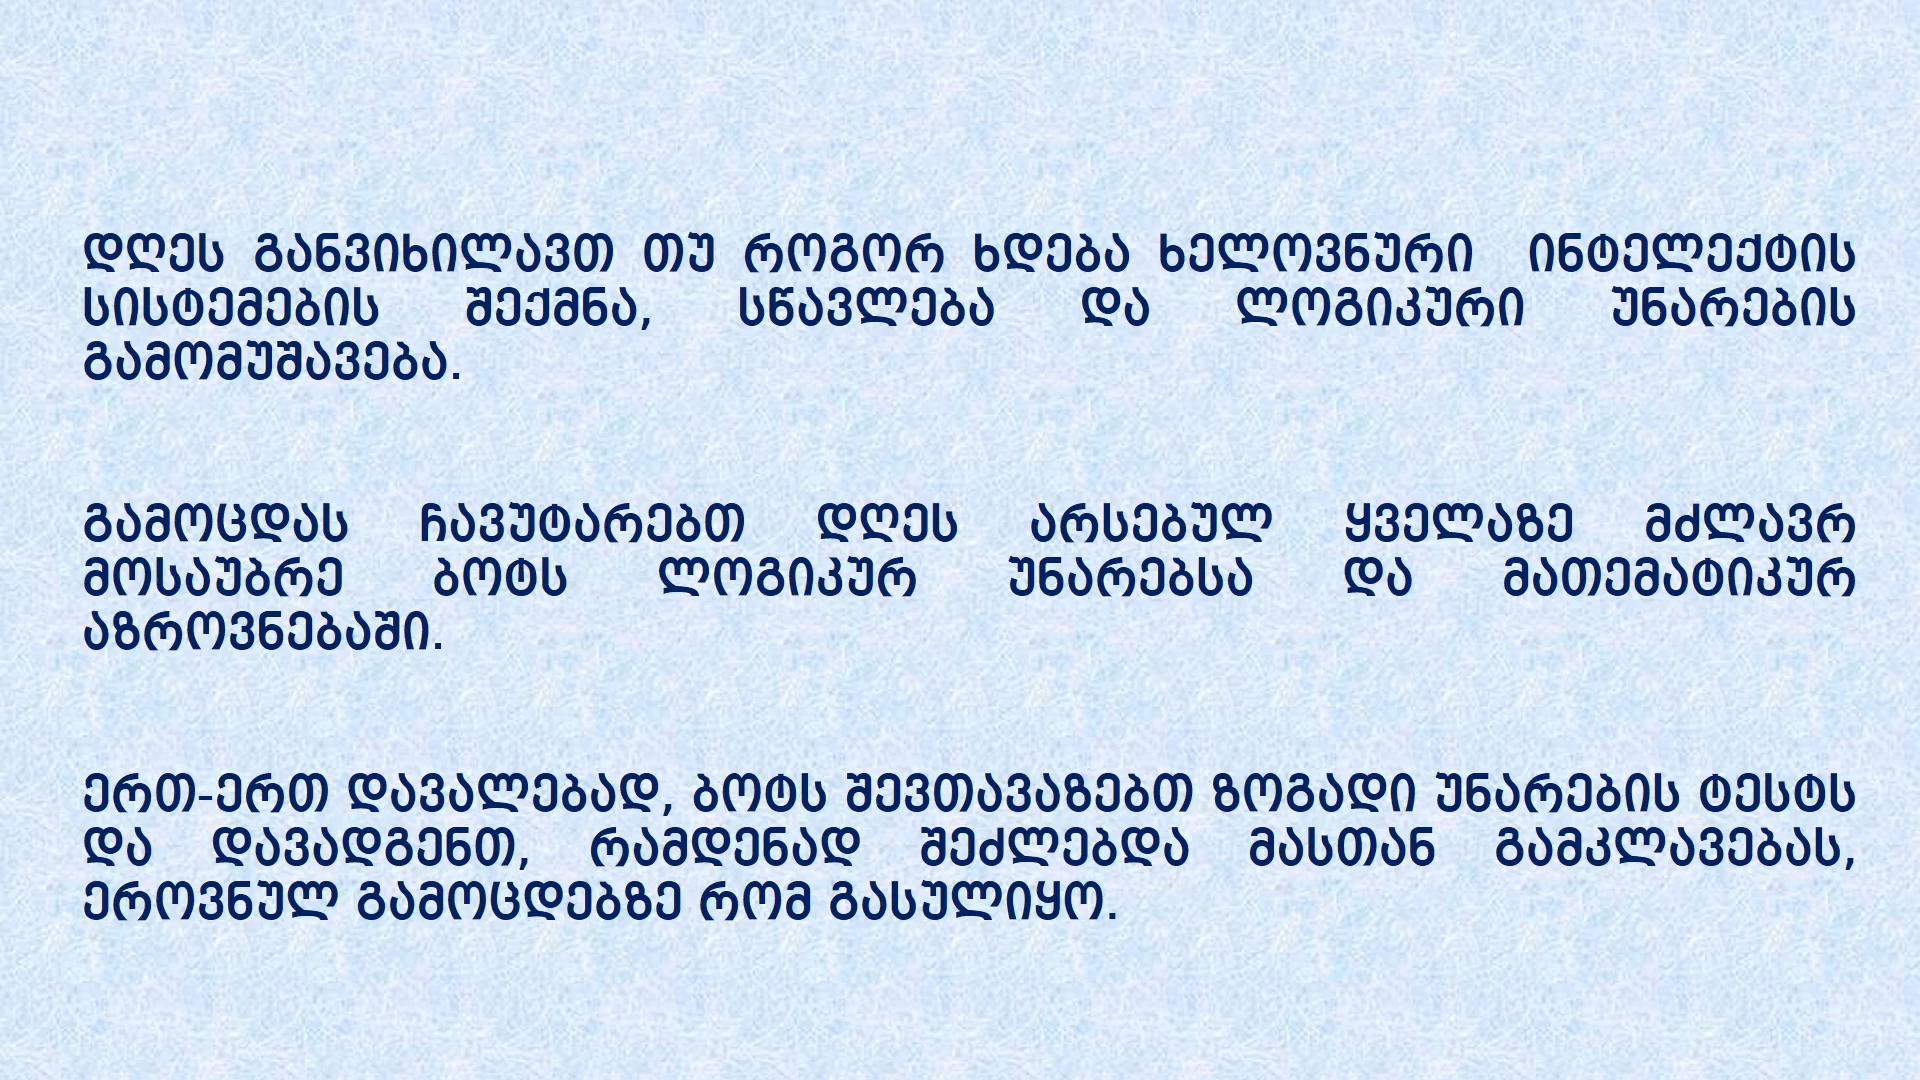 დღეს განვიხილავთ თუ როგორ ხდება ხელოვნური ინტელექტის
სისტემების შექმნა, სწავლება და ლოგიკური უნარების
გამომუშავება.
გამოცდას ჩავუტარებთ დღეს არსებულ ყველაზე მძლავრ
მოსაუბრე ბოტს ლოგიკურ უნარებსა და მათემატიკურ
აზროვნებაში.
ერთ-ერთ დავალებად, ბოტს შევთავაზებთ ზოგადი უნარების ტესტს
და დავადგენთ, რამდენად შეძლებდა მასთან გამკლავებას,
ეროვნულ გამოცდებზე რომ გასულიყო.